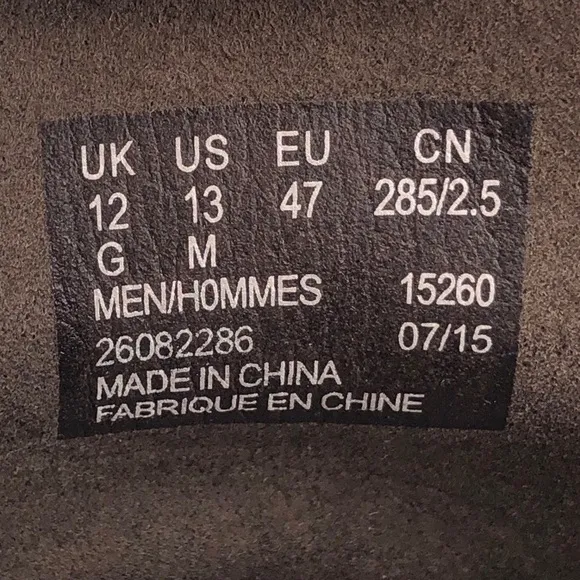 UK US EU CN
12 13 47 285/2.5
G M
MEN/HOMMES 15260
26082286 07/15
MADE IN CHINA
FABRIQUE EN CHINE